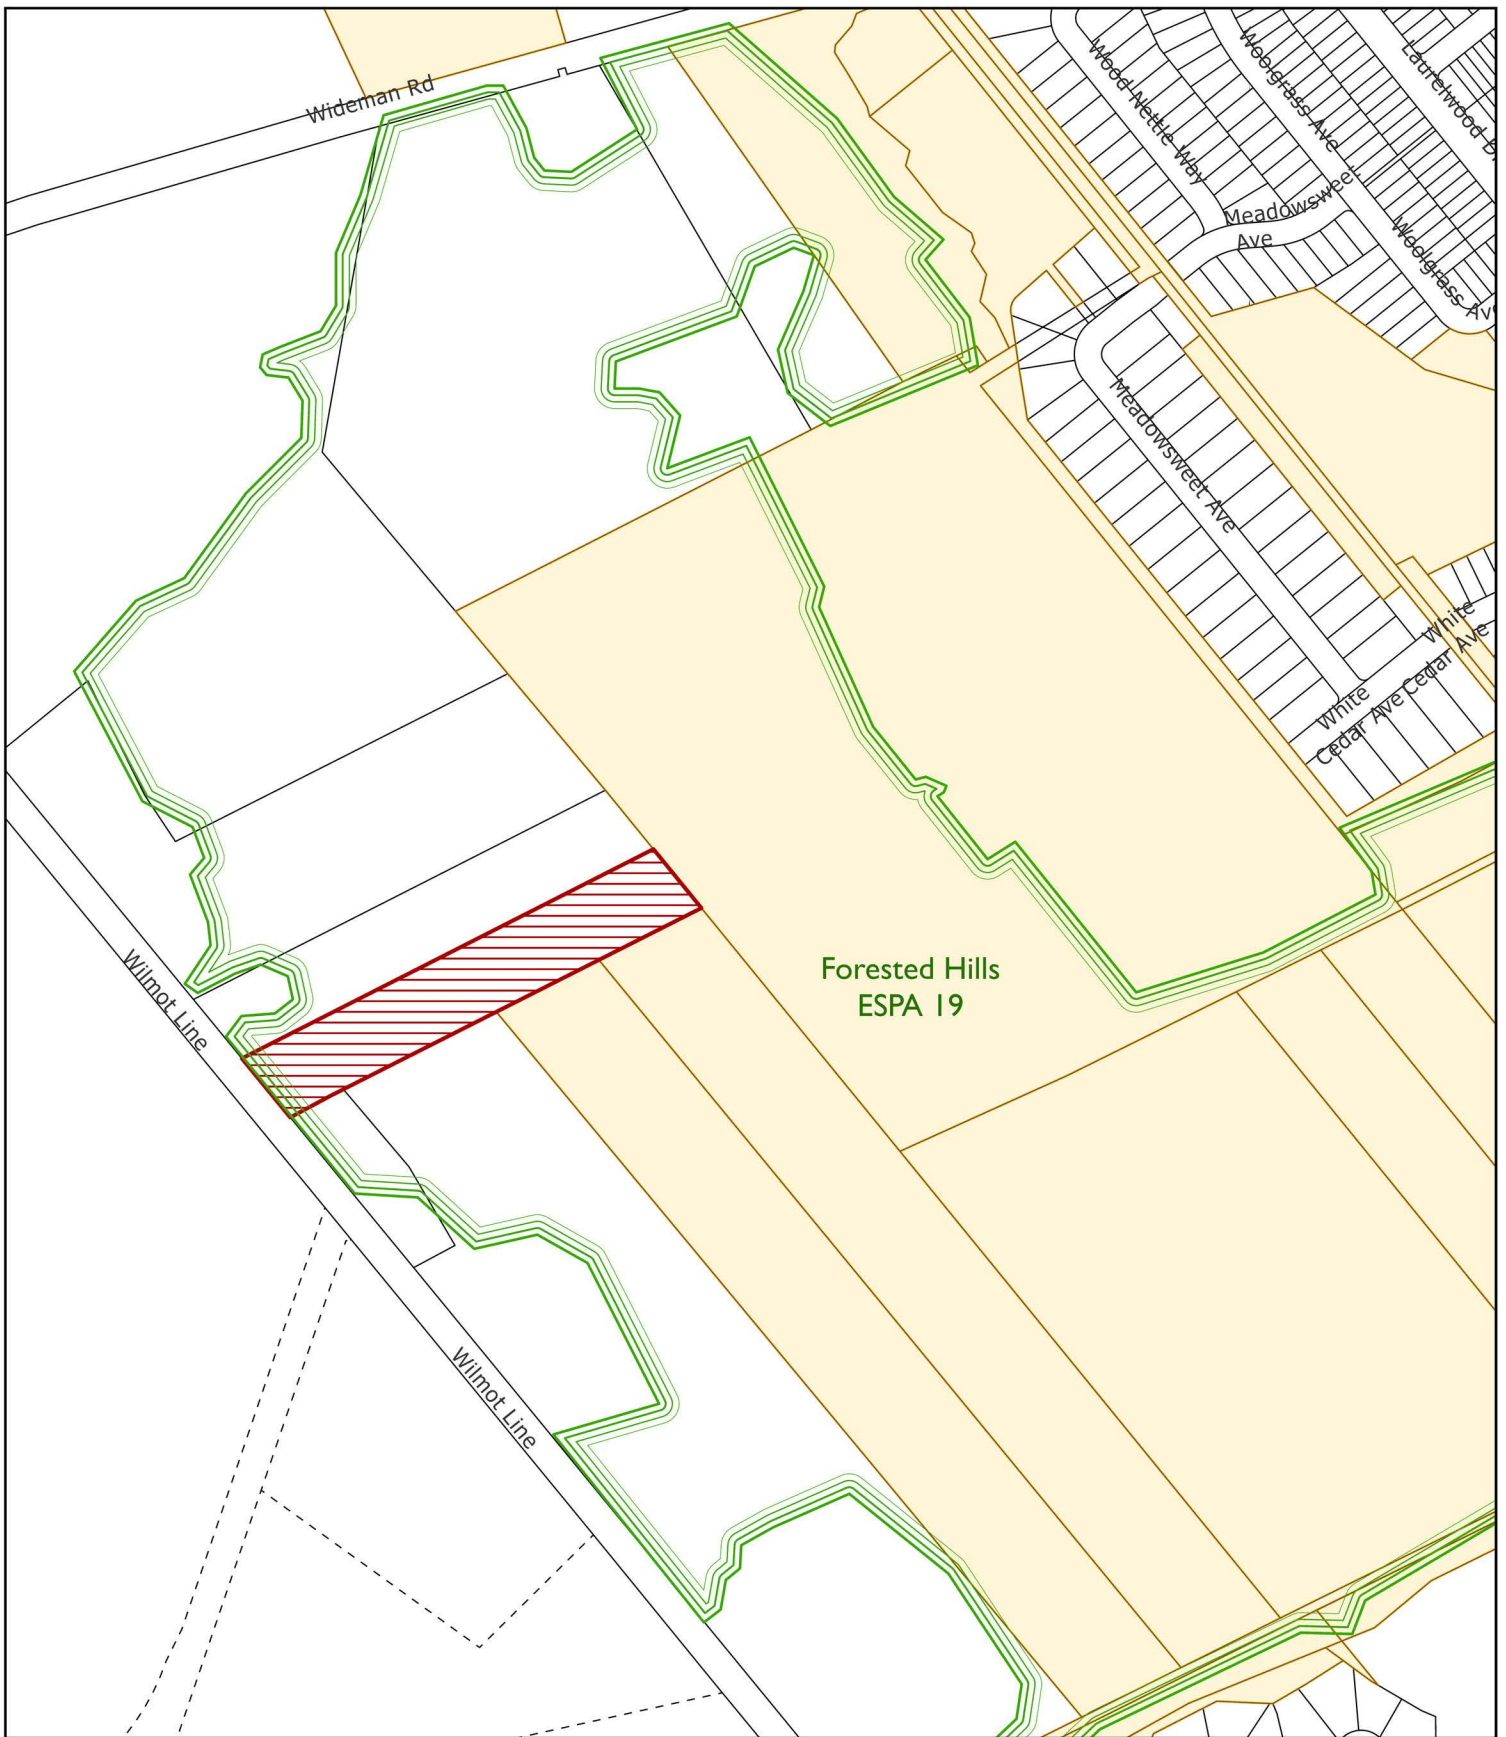 Wideman Rd
Wood Nettle Way
Woolgrass Ave
Laurelwood D
Meadowsweet
Ave
Woolgrass Ave
Meadowsweet Ave
White
Cedar Ave
White
Cedar Ave
Forested Hills
ESPA 19
Wilmot Line
Wilmot Line